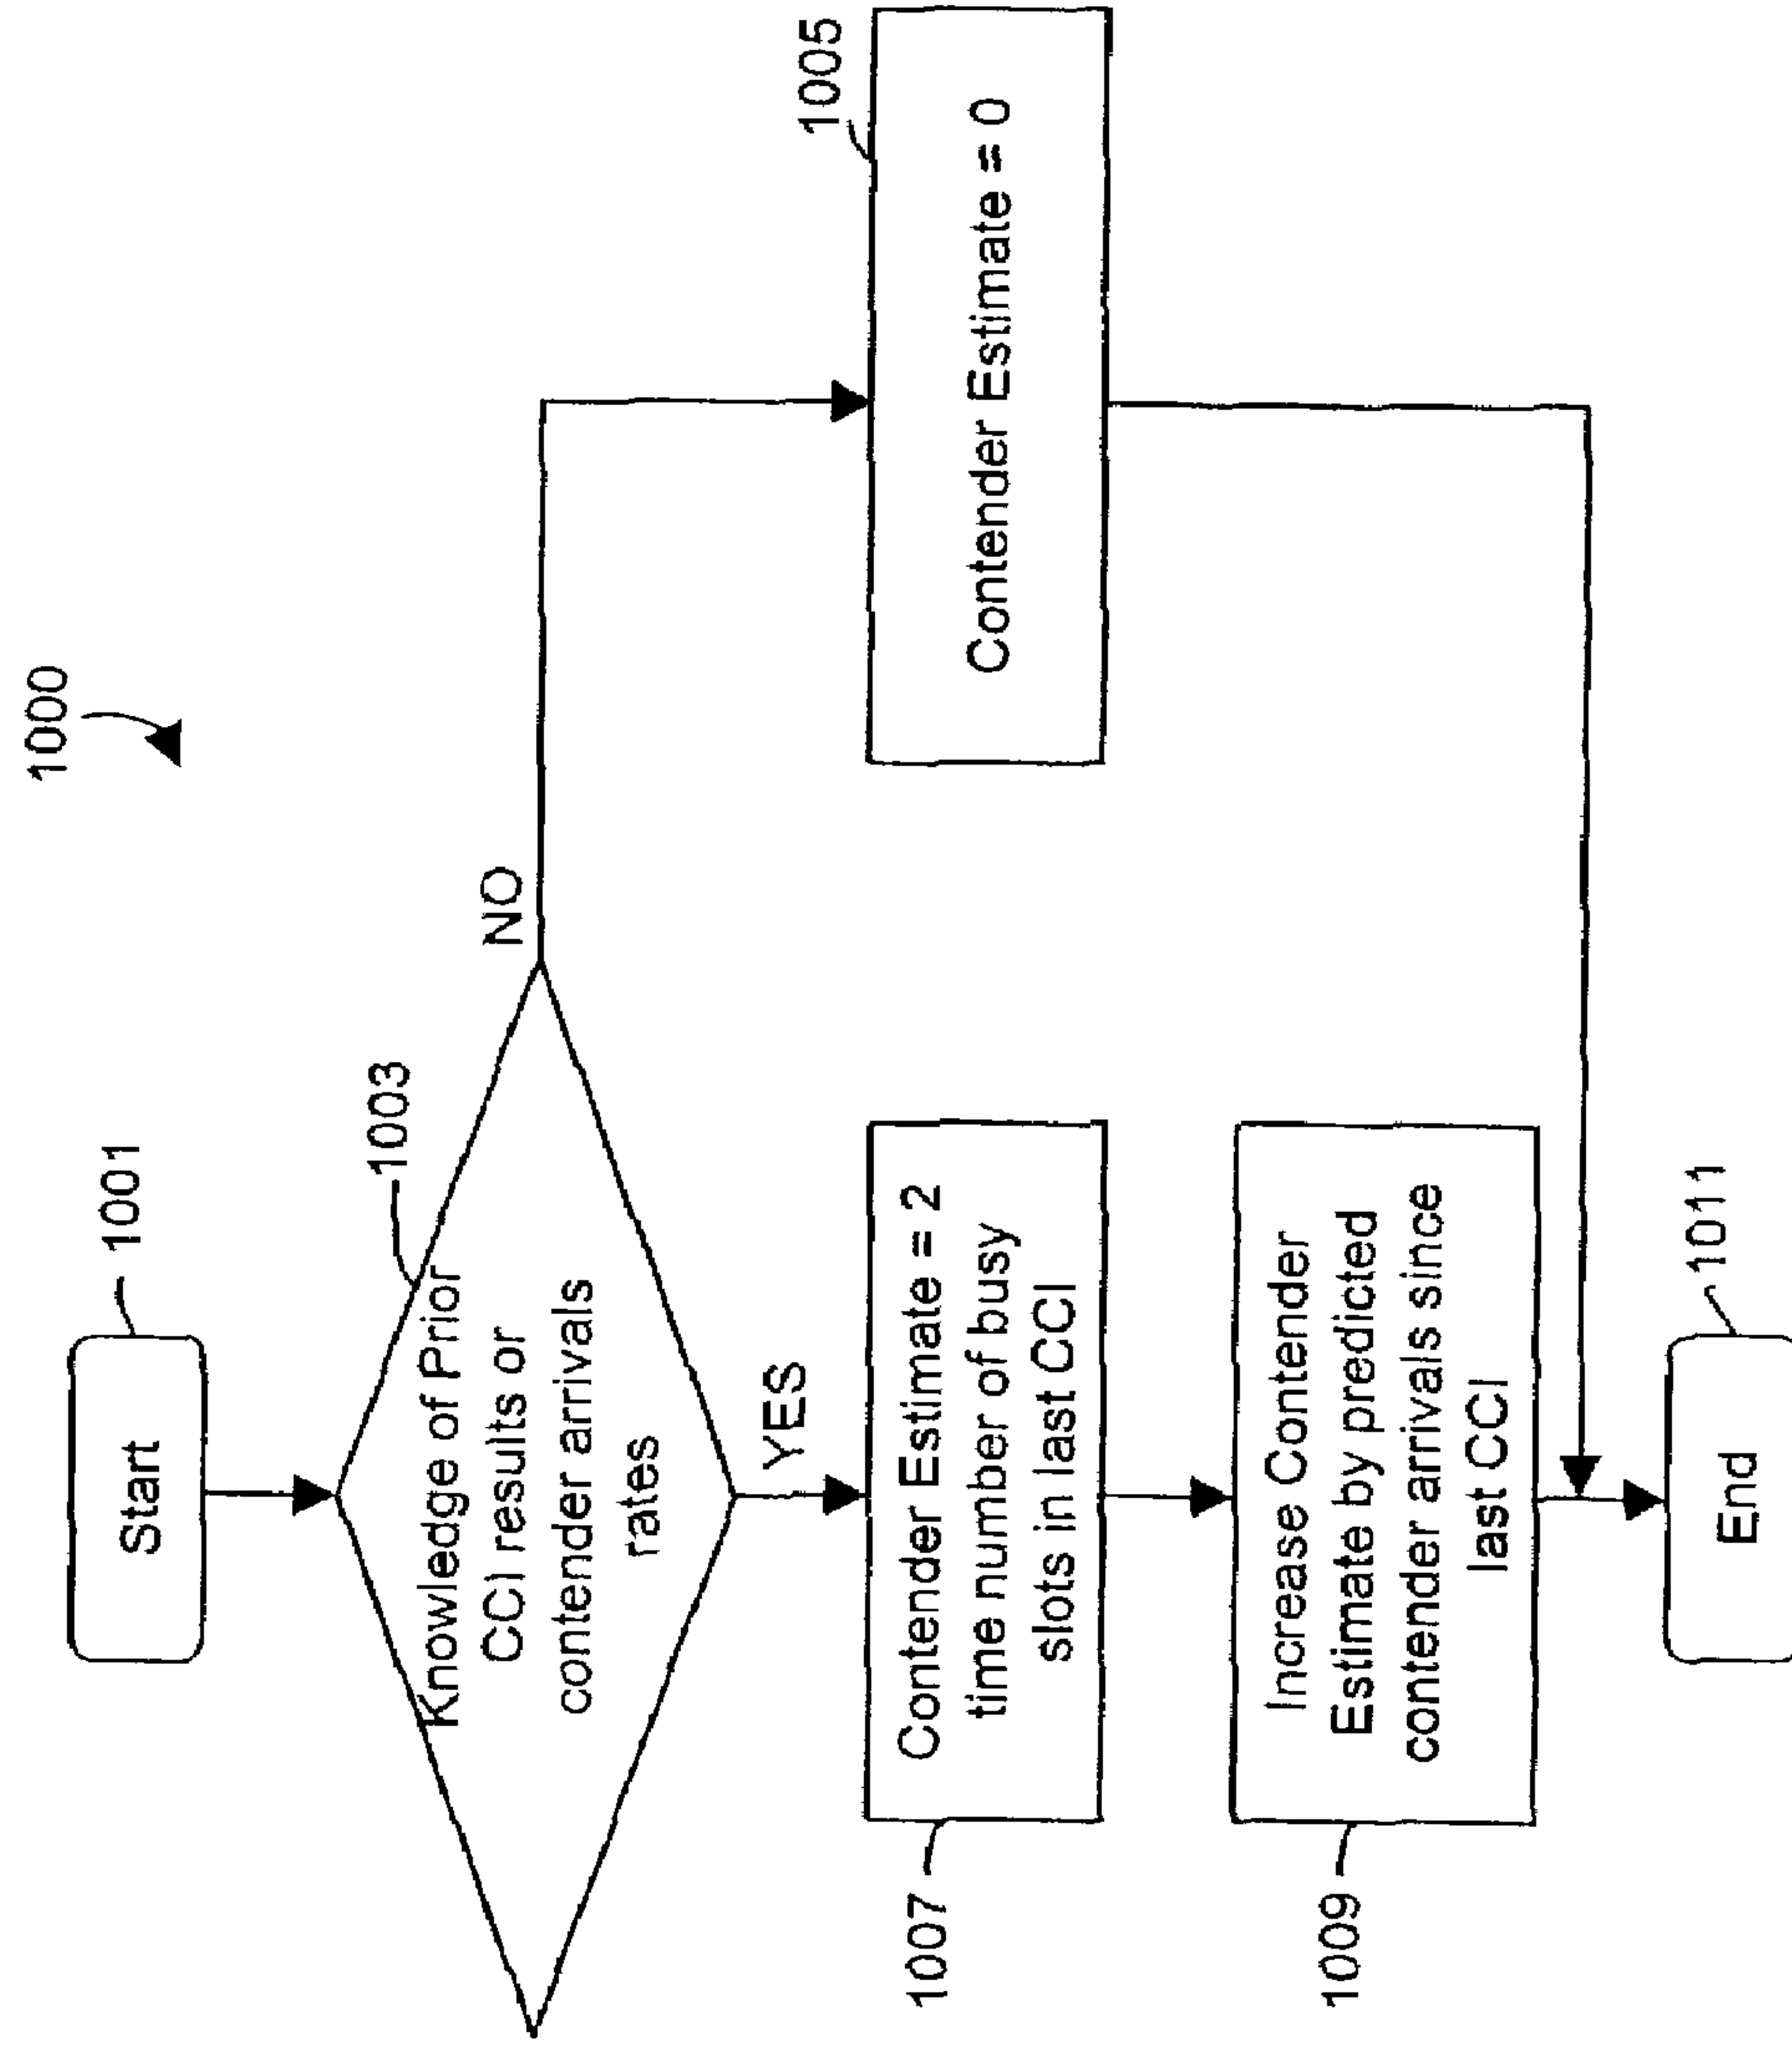 1000
Start
1001
Knowledge of Prior
CCI results or
contender arrivals
rates
1003
NO
YES
Contender Estimate = 0
1005
Contender Estimate = 2
time number of busy
slots in last CCI
1007
Increase Contender
Estimate by predicted
contender arrivals since
last CCI
1009
End
1011